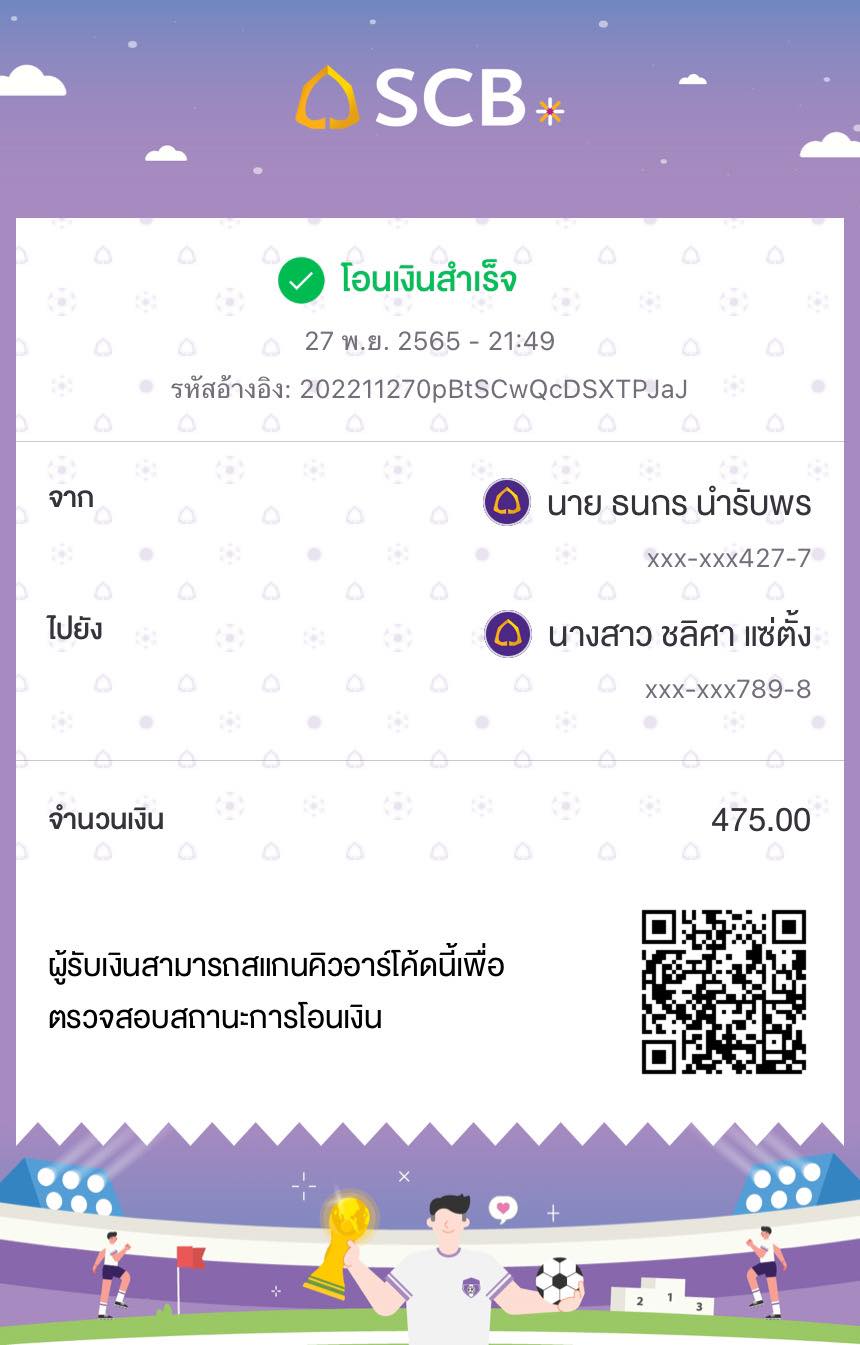 SCB
โอนเงินสำเร็จ
27 พ.ย. 2565 - 21:49
รหัสอ้างอิง: 202211270pBtSCwQcDSXTPJaJ
จาก
นาย ธนกร นำรับพร
xxx-xxx427-7
ไปยัง
นางสาว ชลิศา แซ่ตั้ง
xxx-xxx789-8
จำนวนเงิน
475.00
ผู้รับเงินสามารถสแกนคิวอาร์โค้ดนี้เพื่อ
ตรวจสอบสถานะการโอนเงิน
2 1 3